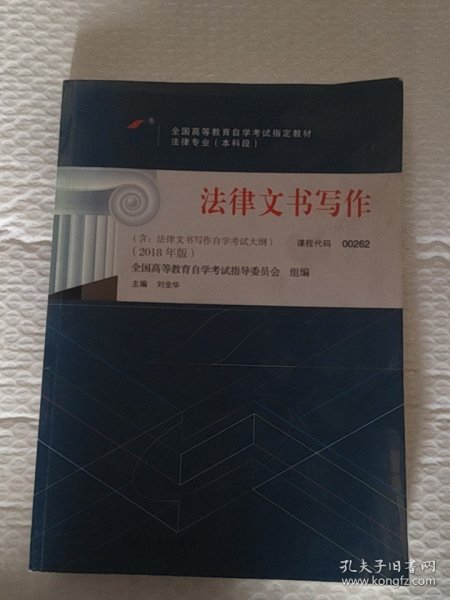 ®
全国高等教育自学考试指定教材
法律专业（本科段）
法律文书写作
（含：法律文书写作自学考试大纲） 课程代码 00262
（2018年版）
全国高等教育自学考试指导委员会 组编
主编 刘金华
孔夫子旧书网
www.kongfz.com